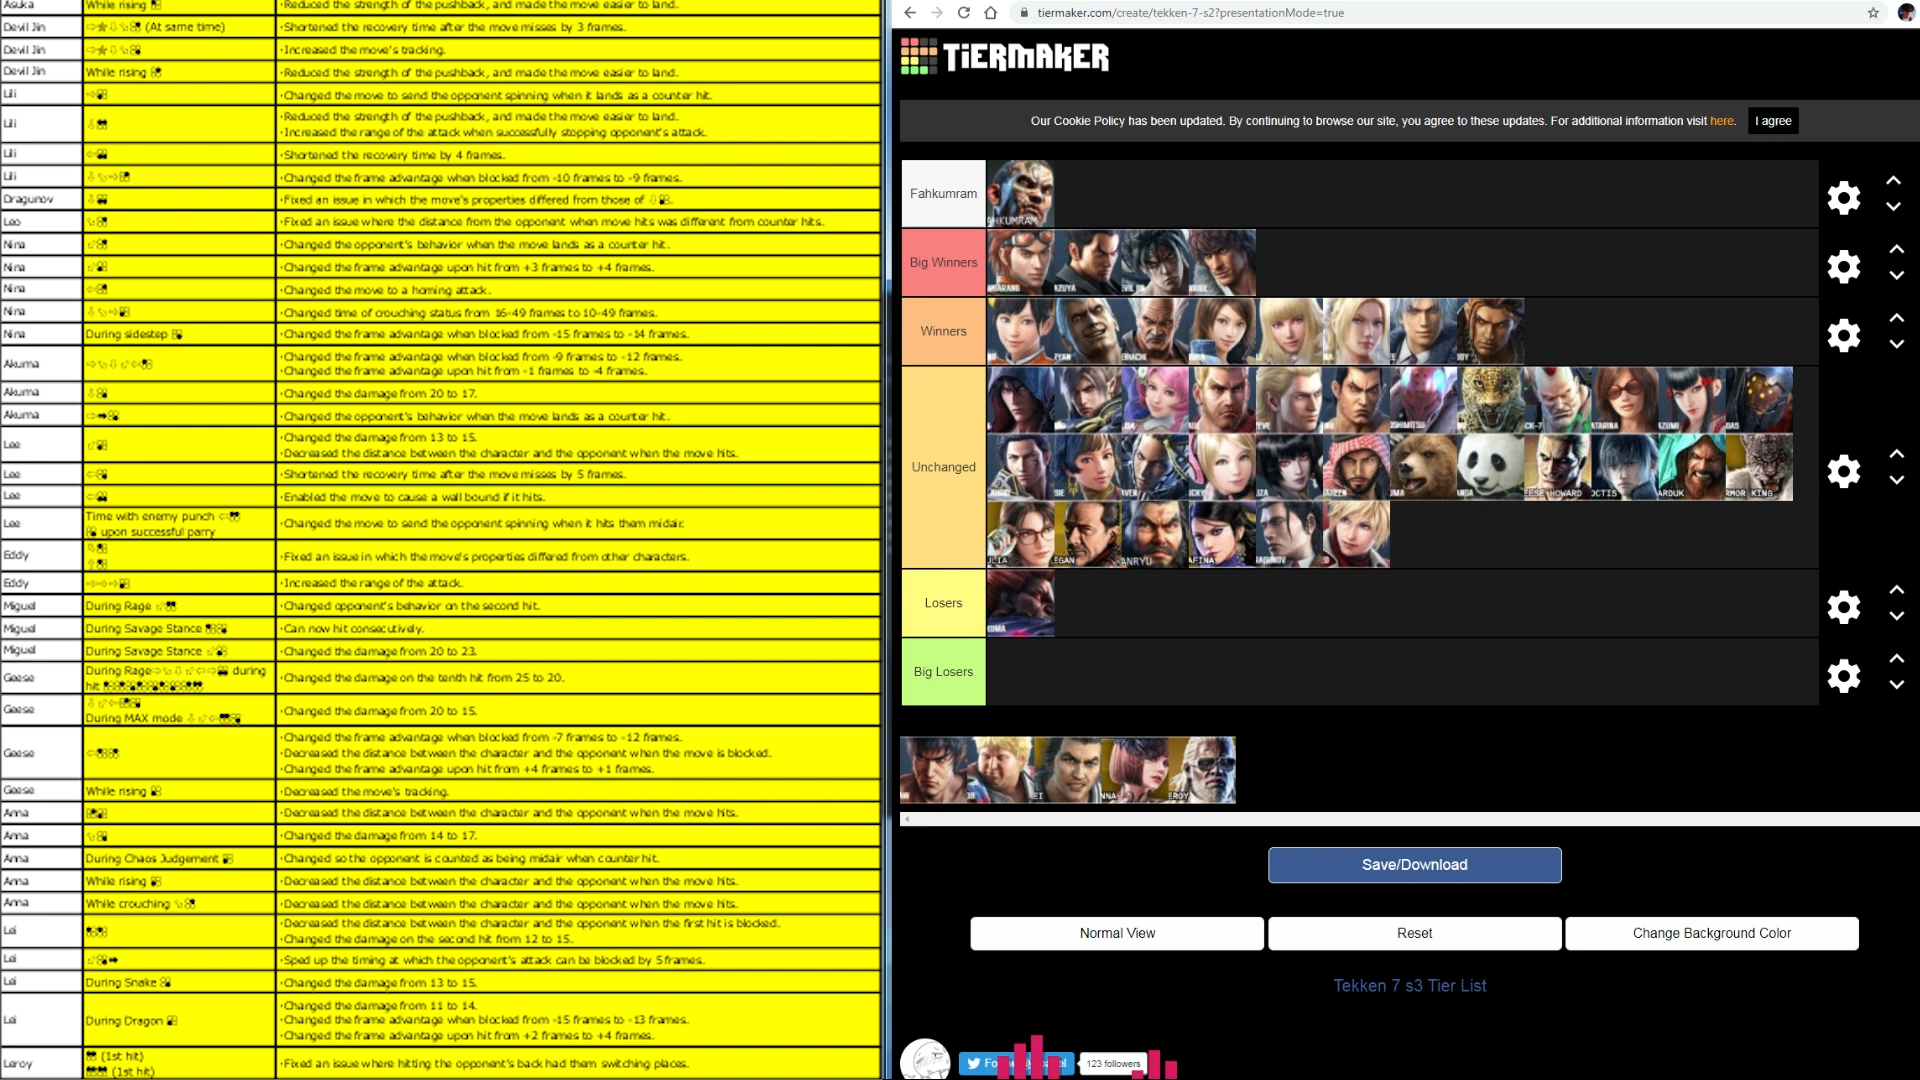 Asuka While rising ·Reduced the strength of the pushback, and made the move easier to land.
Devil Jin (At same time) ·Shortened the recovery time after the move misses by 3 frames.
Devil Jin ·Increased the move's tracking.
Devil Jin While rising ·Reduced the strength of the pushback, and made the move easier to land.
Lili ·Changed the move to send the opponent spinning when it lands as a counter hit.
Lili ·Reduced the strength of the pushback, and made the move easier to land.
·Increased the range of the attack when successfully stopping opponent's attack.
Lili ·Shortened the recovery time by 4 frames.
Lili ·Changed the frame advantage when blocked from -10 frames to -9 frames.
Dragunov ·Fixed an issue in which the move's properties differed from those of
Leo ·Fixed an issue where the distance from the opponent when move hits was different from counter hits.
Nina ·Changed the opponent's behavior when the move lands as a counter hit.
Nina ·Changed the frame advantage upon hit from +3 frames to +4 frames.
Nina ·Changed the move to a homing attack.
Nina ·Changed time of crouching status from 16-49 frames to 10-49 frames.
Nina During sidestep ·Changed the frame advantage when blocked from -15 frames to -14 frames.
Akuma ·Changed the frame advantage when blocked from -9 frames to -12 frames.
·Changed the frame advantage upon hit from -1 frames to -4 frames.
Akuma ·Changed the damage from 20 to 17.
Akuma ·Changed the opponent's behavior when the move lands as a counter hit.
Lee ·Changed the damage from 13 to 15.
·Decreased the distance between the character and the opponent when the move hits.
Lee ·Shortened the recovery time after the move misses by 5 frames.
Lee ·Enabled the move to cause a wall bound if it hits.
Lee Time with enemy punch
upon successful parry ·Changed the move to send the opponent spinning when it hits them midair.
Eddy ·Fixed an issue in which the move's properties differed from other characters.
Eddy ·Increased the range of the attack.
Miguel During Rage ·Changed opponent's behavior on the second hit.
Miguel During Savage Stance ·Can now hit consecutively.
Miguel During Savage Stance ·Changed the damage from 20 to 23.
Geese During Rage during
hit ·Changed the damage on the tenth hit from 25 to 20.
Geese During MAX mode ·Changed the damage from 20 to 15.
Geese ·Changed the frame advantage when blocked from -7 frames to -12 frames.
·Decreased the distance between the character and the opponent when the move is blocked.
·Changed the frame advantage upon hit from +4 frames to +1 frames.
Geese While rising ·Decreased the move's tracking.
Anna ·Decreased the distance between the character and the opponent when the move hits.
Anna ·Changed the damage from 14 to 17.
Anna During Chaos Judgement ·Changed so the opponent is counted as being midair when counter hit.
Anna While rising ·Decreased the distance between the character and the opponent when the move hits.
Anna While crouching ·Decreased the distance between the character and the opponent when the move hits.
Lei ·Decreased the distance between the character and the opponent when the first hit is blocked.
·Changed the damage on the second hit from 12 to 15.
Lei ·Sped up the timing at which the opponent's attack can be blocked by 5 frames.
Lei During Snake ·Changed the damage from 13 to 15.
Lei During Dragon ·Changed the damage from 11 to 14.
·Changed the frame advantage when blocked from -15 frames to -13 frames.
·Changed the frame advantage upon hit from +2 frames to +4 frames.
Leroy (1st hit)
(1st hit) ·Fixed an issue where hitting the opponent's back had them switching places.
tiermaker.com/create/tekken-7-s2?presentationMode=true
TiERMAKER
Our Cookie Policy has been updated. By continuing to browse our site, you agree to these updates. For additional information visit here. I agree
Fahkumram
AHKUMRAM
Big Winners
Winners
Unchanged
EESE HOWARD
RMOR KING
Losers
Big Losers
Save/Download
Normal View Reset Change Background Color
Tekken 7 s3 Tier List
123 followers